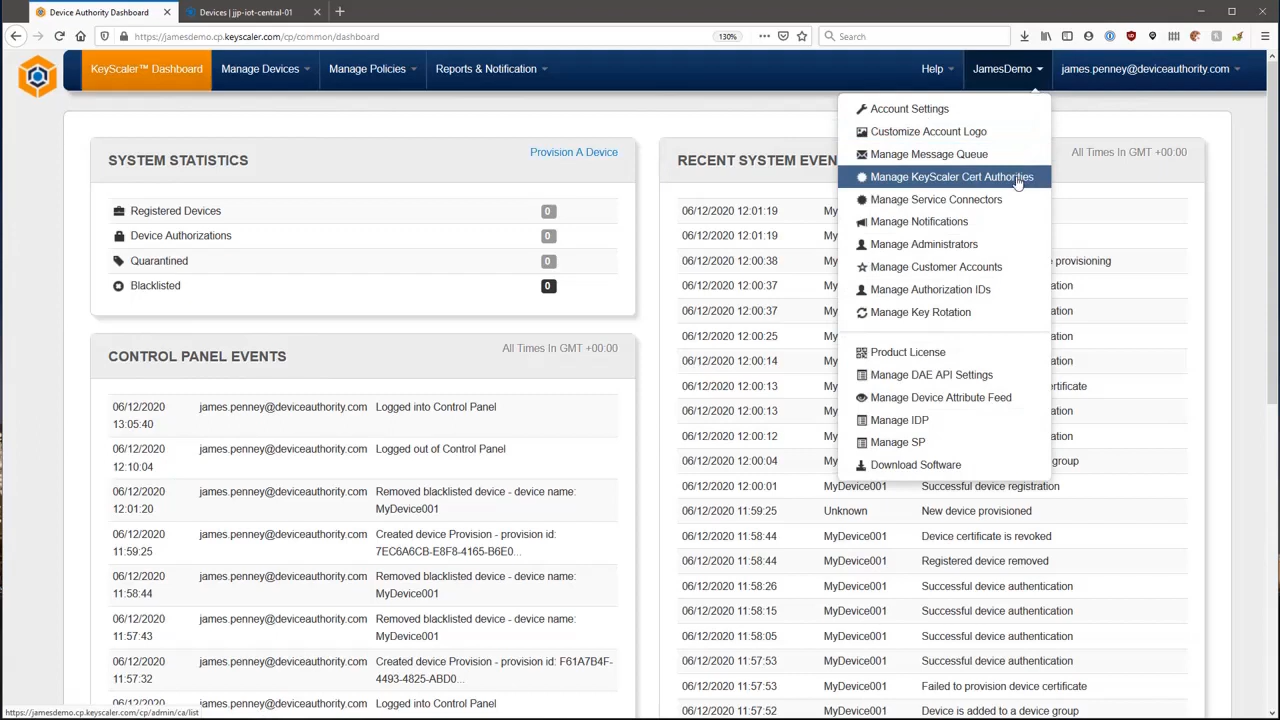 Device Authority Dashboard
Devices | jjp-iot-central-01
https://jamesdemo.cp.keyscaler.com/cp/common/dashboard
130%
Search
KeyScaler™ Dashboard
Manage Devices
Manage Policies
Reports & Notification
Help
JamesDemo
james.penney@deviceauthority.com
Account Settings
Customize Account Logo
Manage Message Queue
Manage KeyScaler Cert Authorities
Manage Service Connectors
Manage Notifications
Manage Administrators
Manage Customer Accounts
Manage Authorization IDs
Manage Key Rotation
Product License
Manage DAE API Settings
Manage Device Attribute Feed
Manage IDP
Manage SP
Download Software
SYSTEM STATISTICS
Provision A Device
Registered Devices 0
Device Authorizations 0
Quarantined 0
Blacklisted 0
CONTROL PANEL EVENTS
All Times In GMT +00:00
06/12/2020 james.penney@deviceauthority.com Logged into Control Panel
13:05:40
06/12/2020 james.penney@deviceauthority.com Logged out of Control Panel
12:10:04
06/12/2020 james.penney@deviceauthority.com Removed blacklisted device - device name:
12:01:20 MyDevice001
06/12/2020 james.penney@deviceauthority.com Created device Provision - provision id:
11:59:25 7EC6A6CB-E8F8-4165-B6E0...
06/12/2020 james.penney@deviceauthority.com Removed blacklisted device - device name:
11:58:44 MyDevice001
06/12/2020 james.penney@deviceauthority.com Removed blacklisted device - device name:
11:57:43 MyDevice001
06/12/2020 james.penney@deviceauthority.com Created device Provision - provision id: F61A7B4F-
11:57:32 4493-4825-ABD0...
06/12/2020 james.penney@deviceauthority.com Logged into Control Panel
RECENT SYSTEM EVEN
All Times In GMT +00:00
06/12/2020 12:01:19 My
06/12/2020 12:01:19 My
06/12/2020 12:00:38 My e provisioning
06/12/2020 12:00:37 My ation
06/12/2020 12:00:37 My ation
06/12/2020 12:00:25 My ation
06/12/2020 12:00:14 My ation
06/12/2020 12:00:13 My rtificate
06/12/2020 12:00:13 My ation
06/12/2020 12:00:12 My ation
06/12/2020 12:00:04 My group
06/12/2020 12:00:01 MyDevice001 Successful device registration
06/12/2020 11:59:25 Unknown New device provisioned
06/12/2020 11:58:44 MyDevice001 Device certificate is revoked
06/12/2020 11:58:44 MyDevice001 Registered device removed
06/12/2020 11:58:26 MyDevice001 Successful device authentication
06/12/2020 11:58:15 MyDevice001 Successful device authentication
06/12/2020 11:58:05 MyDevice001 Successful device authentication
06/12/2020 11:57:53 MyDevice001 Successful device authentication
06/12/2020 11:57:53 MyDevice001 Failed to provision device certificate
06/12/2020 11:57:52 MyDevice001 Device is added to a device group
https://jamesdemo.cp.keyscaler.com/cp/admin/ca/list